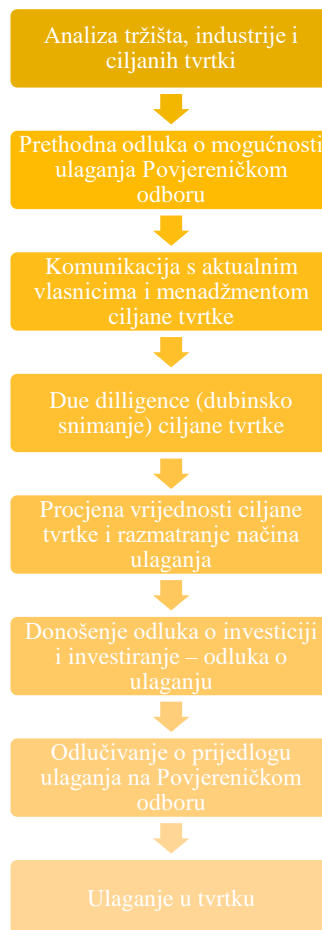 Analiza tržišta, industrije i
ciljanih tvrtki
Prethodna odluka o mogućnosti
ulaganja Povjereničkom
odboru
Komunikacija s aktualnim
vlasnicima i menadžmentom
ciljane tvrtke
Due dilligence (dubinsko
snimanje) ciljane tvrtke
Procjena vrijednosti ciljane
tvrtke i razmatranje načina
ulaganja
Donošenje odluka o investiciji
i investiranje – odluka o
ulaganju
Odlučivanje o prijedlogu
ulaganja na Povjereničkom
odboru
Ulaganje u tvrtku